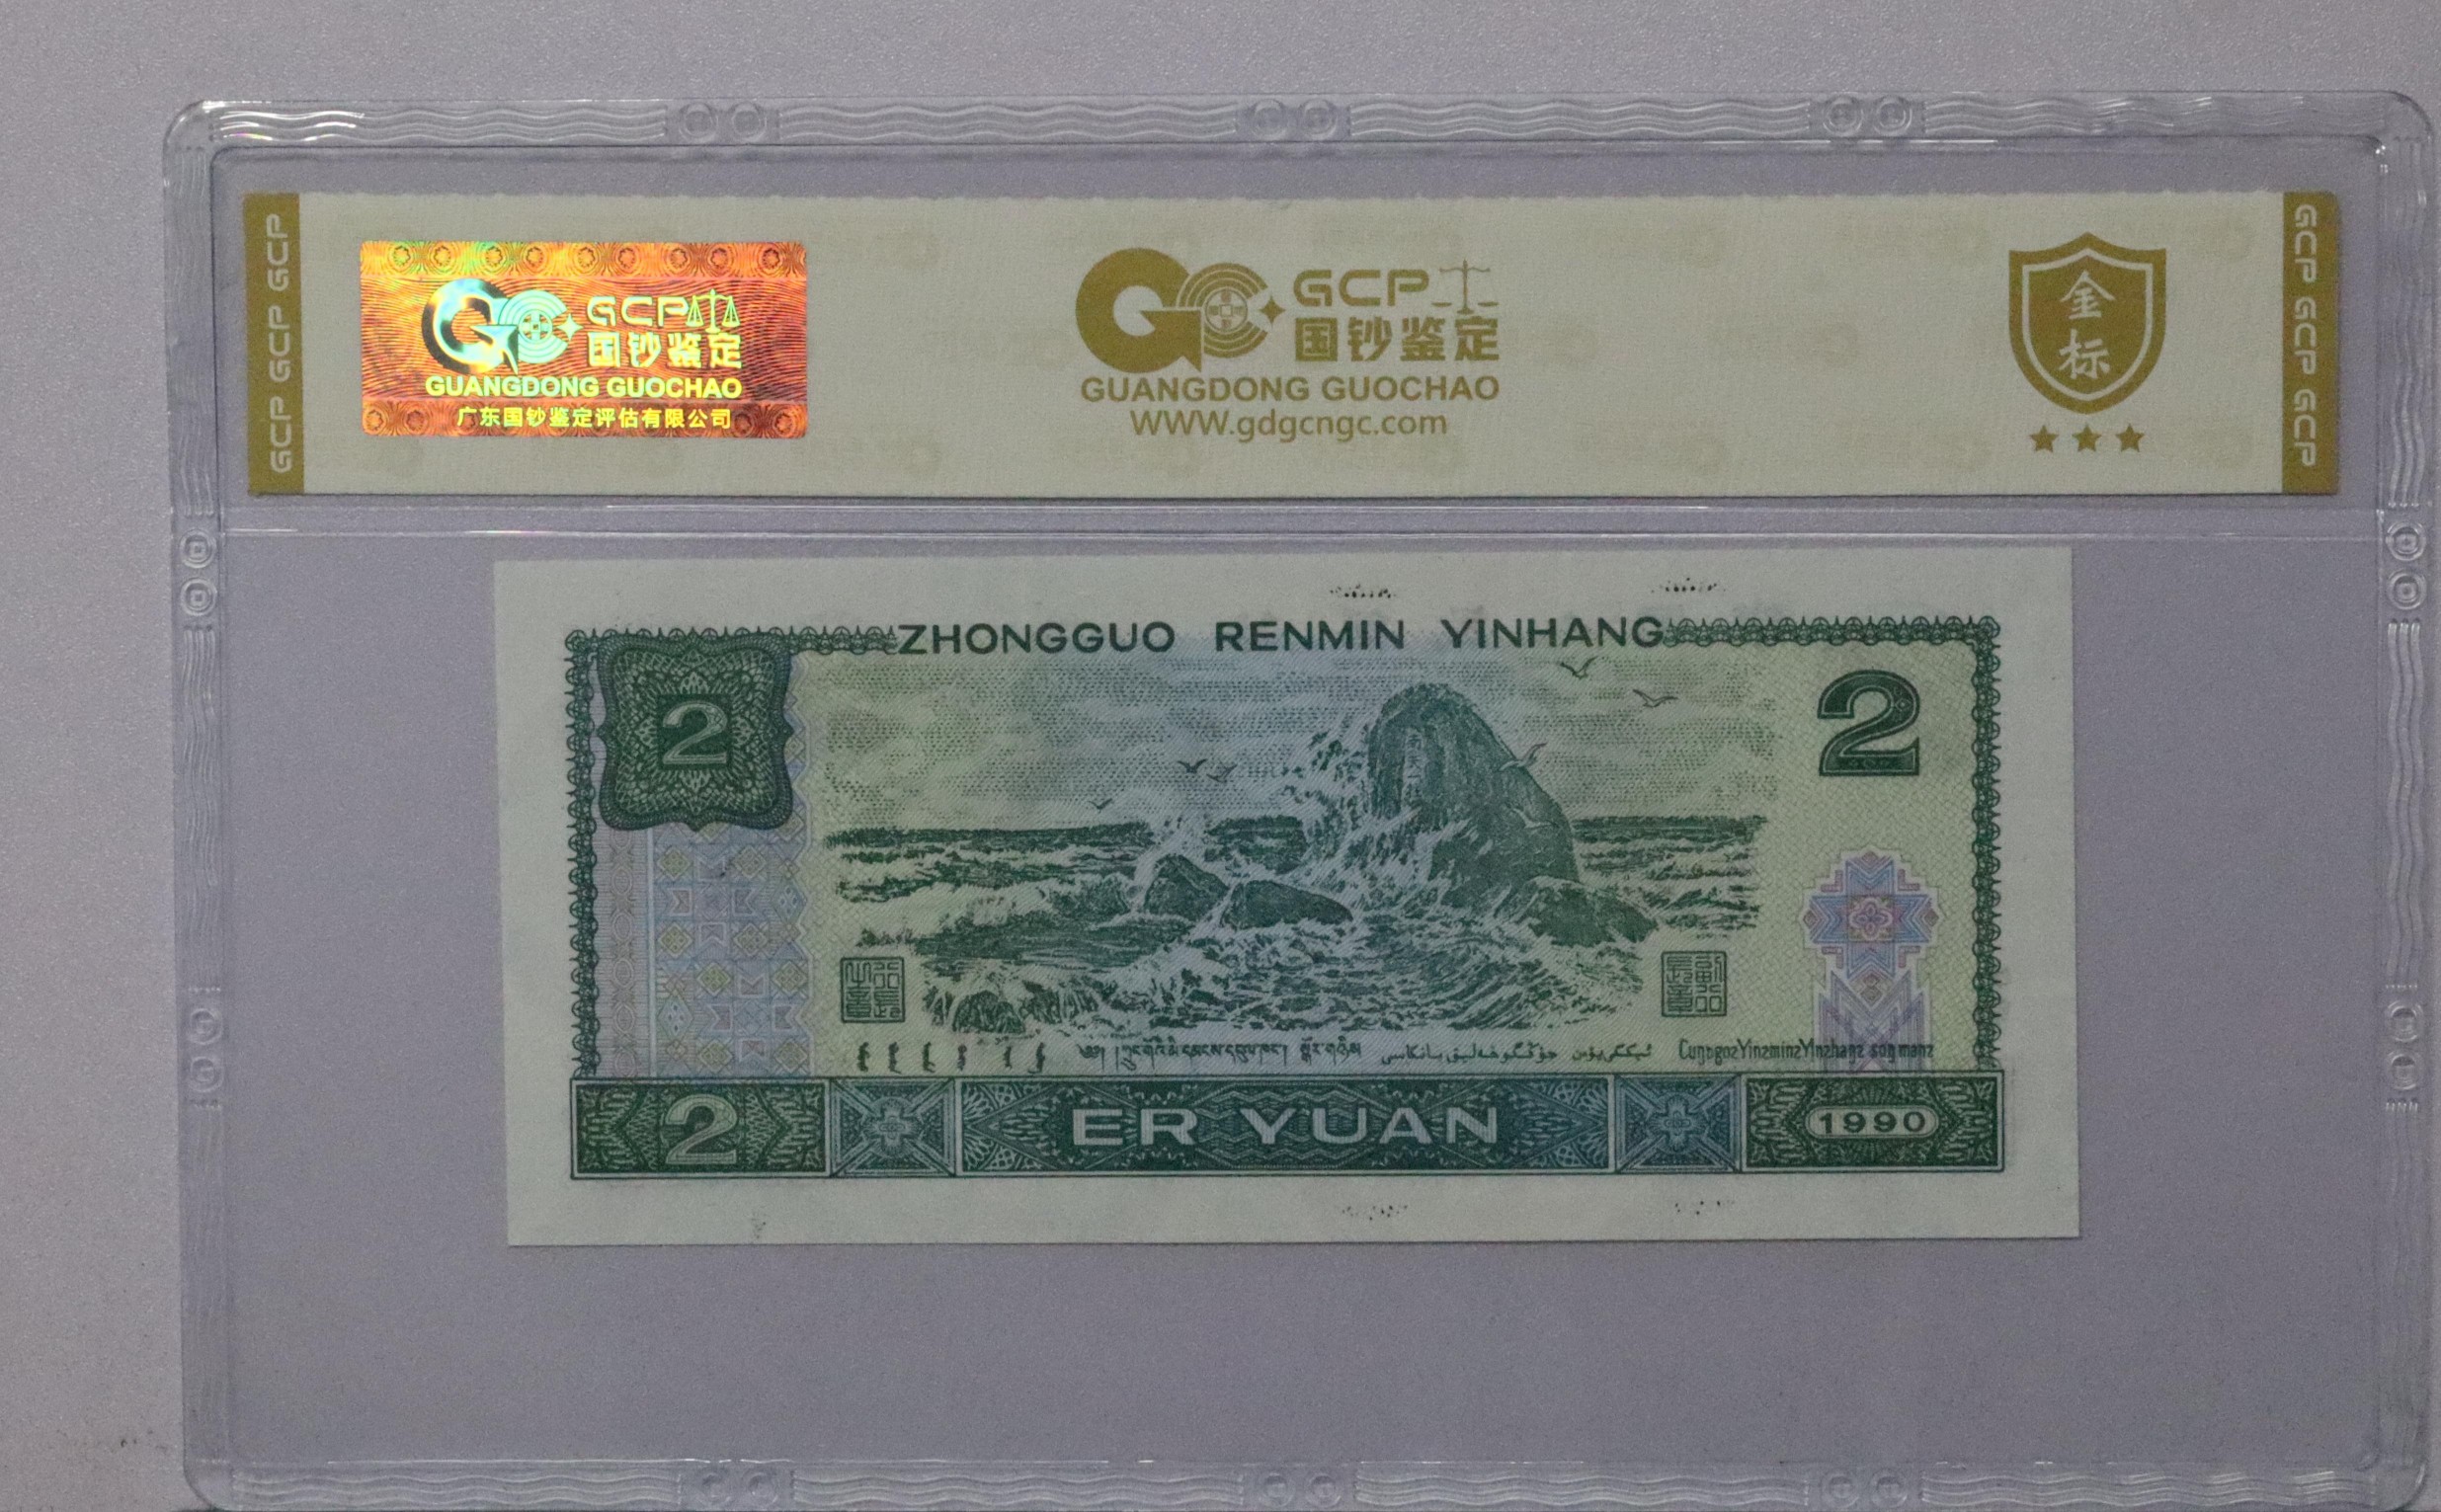 GCP GCP GCP
GCP
国钞鉴定
GUANGDONG GUOCHAO
广东国钞鉴定评估有限公司
GCP
国钞鉴定
GUANGDONG GUOCHAO
WWW.gdgcngc.com
金
标
GCP GCP GCP
ZHONGGUO RENMIN YINHANG
2
2
2
ER YUAN
1990